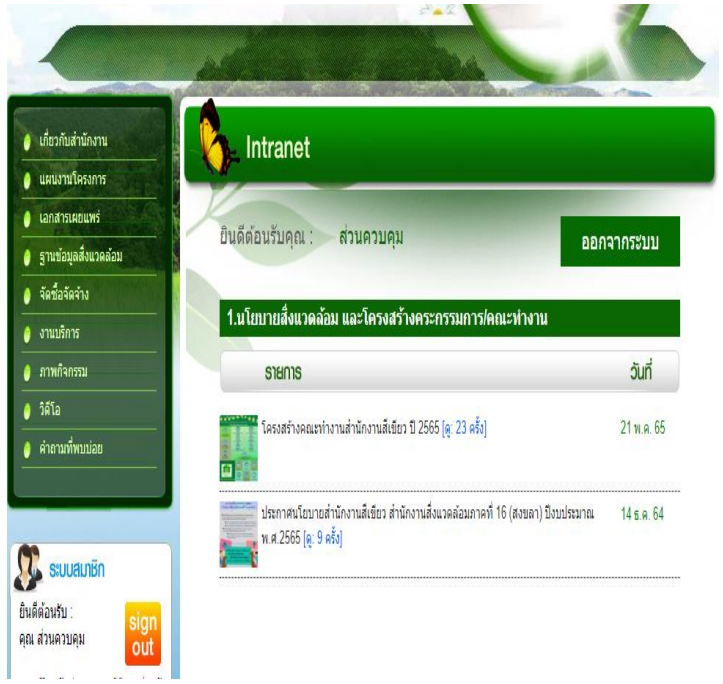 เกี่ยวกับสำนักงาน
แผนงานโครงการ
เอกสารเผยแพร่
ฐานข้อมูลสิ่งแวดล้อม
จัดซื้อจัดจ้าง
งานบริการ
ภาพกิจกรรม
วิดีโอ
คำถามที่พบบ่อย
ระบบสมาชิก
ยินดีต้อนรับ :
คุณ ส่วนควบคุม
sign
out
Intranet
ยินดีต้อนรับคุณ : ส่วนควบคุม
ออกจากระบบ
1.นโยบายสิ่งแวดล้อม และโครงสร้างคระกรรมการ/คณะทำงาน
รายการ วันที่
โครงสร้างคณะทำงานสำนักงานสีเขียว ปี 2565 [ดู: 23 ครั้ง] 21 พ.ค. 65
ประกาศนโยบายสำนักงานสีเขียว สำนักงานสิ่งแวดล้อมภาคที่ 16 (สงขลา) ปีงบประมาณ 14 ธ.ค. 64
พ.ศ.2565 [ดู: 9 ครั้ง]